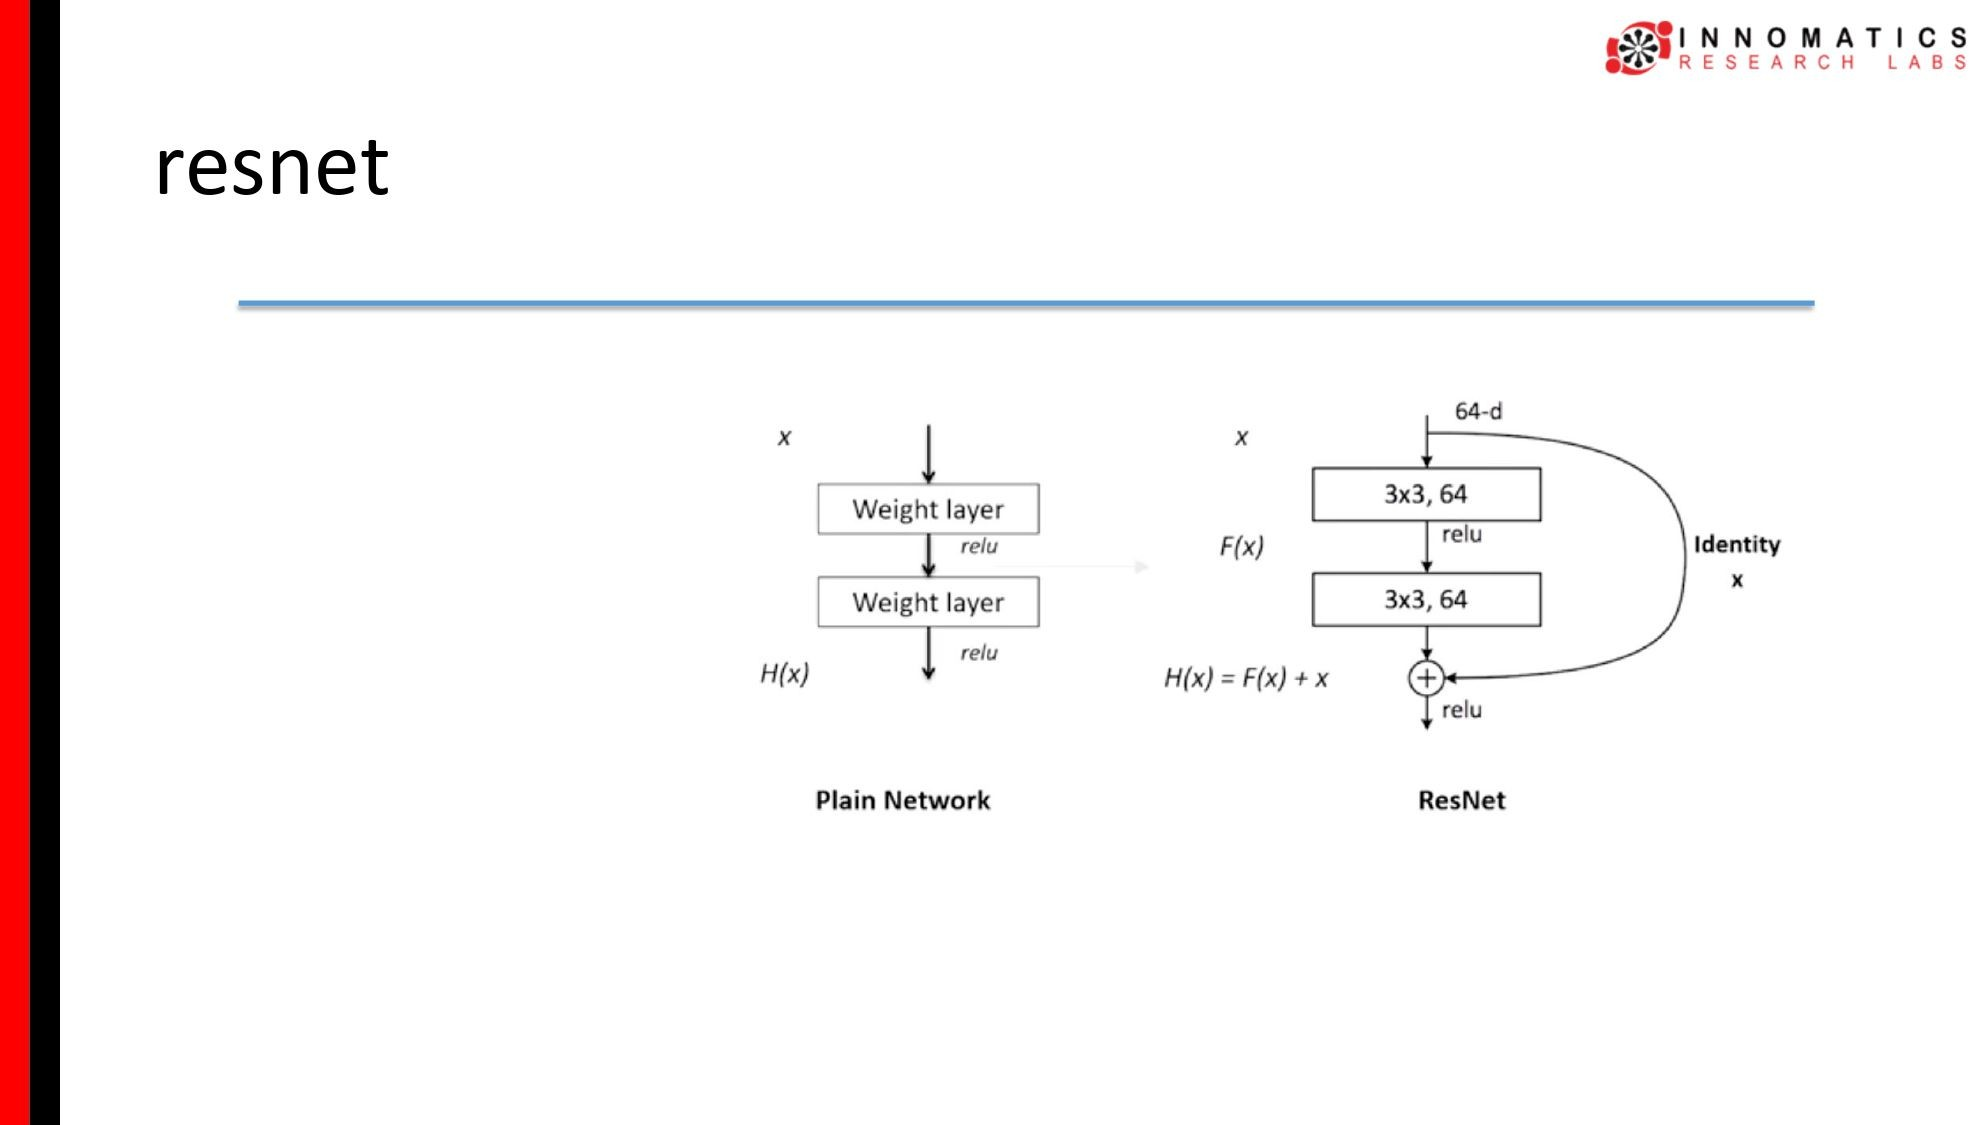 INNOMATICS
RESEARCH LABS
resnet
x
Weight layer
relu
Weight layer
relu
H(x)
Plain Network
64-d
x
3x3, 64
relu
F(x)
3x3, 64
H(x) = F(x) + x
+
relu
Identity
x
ResNet